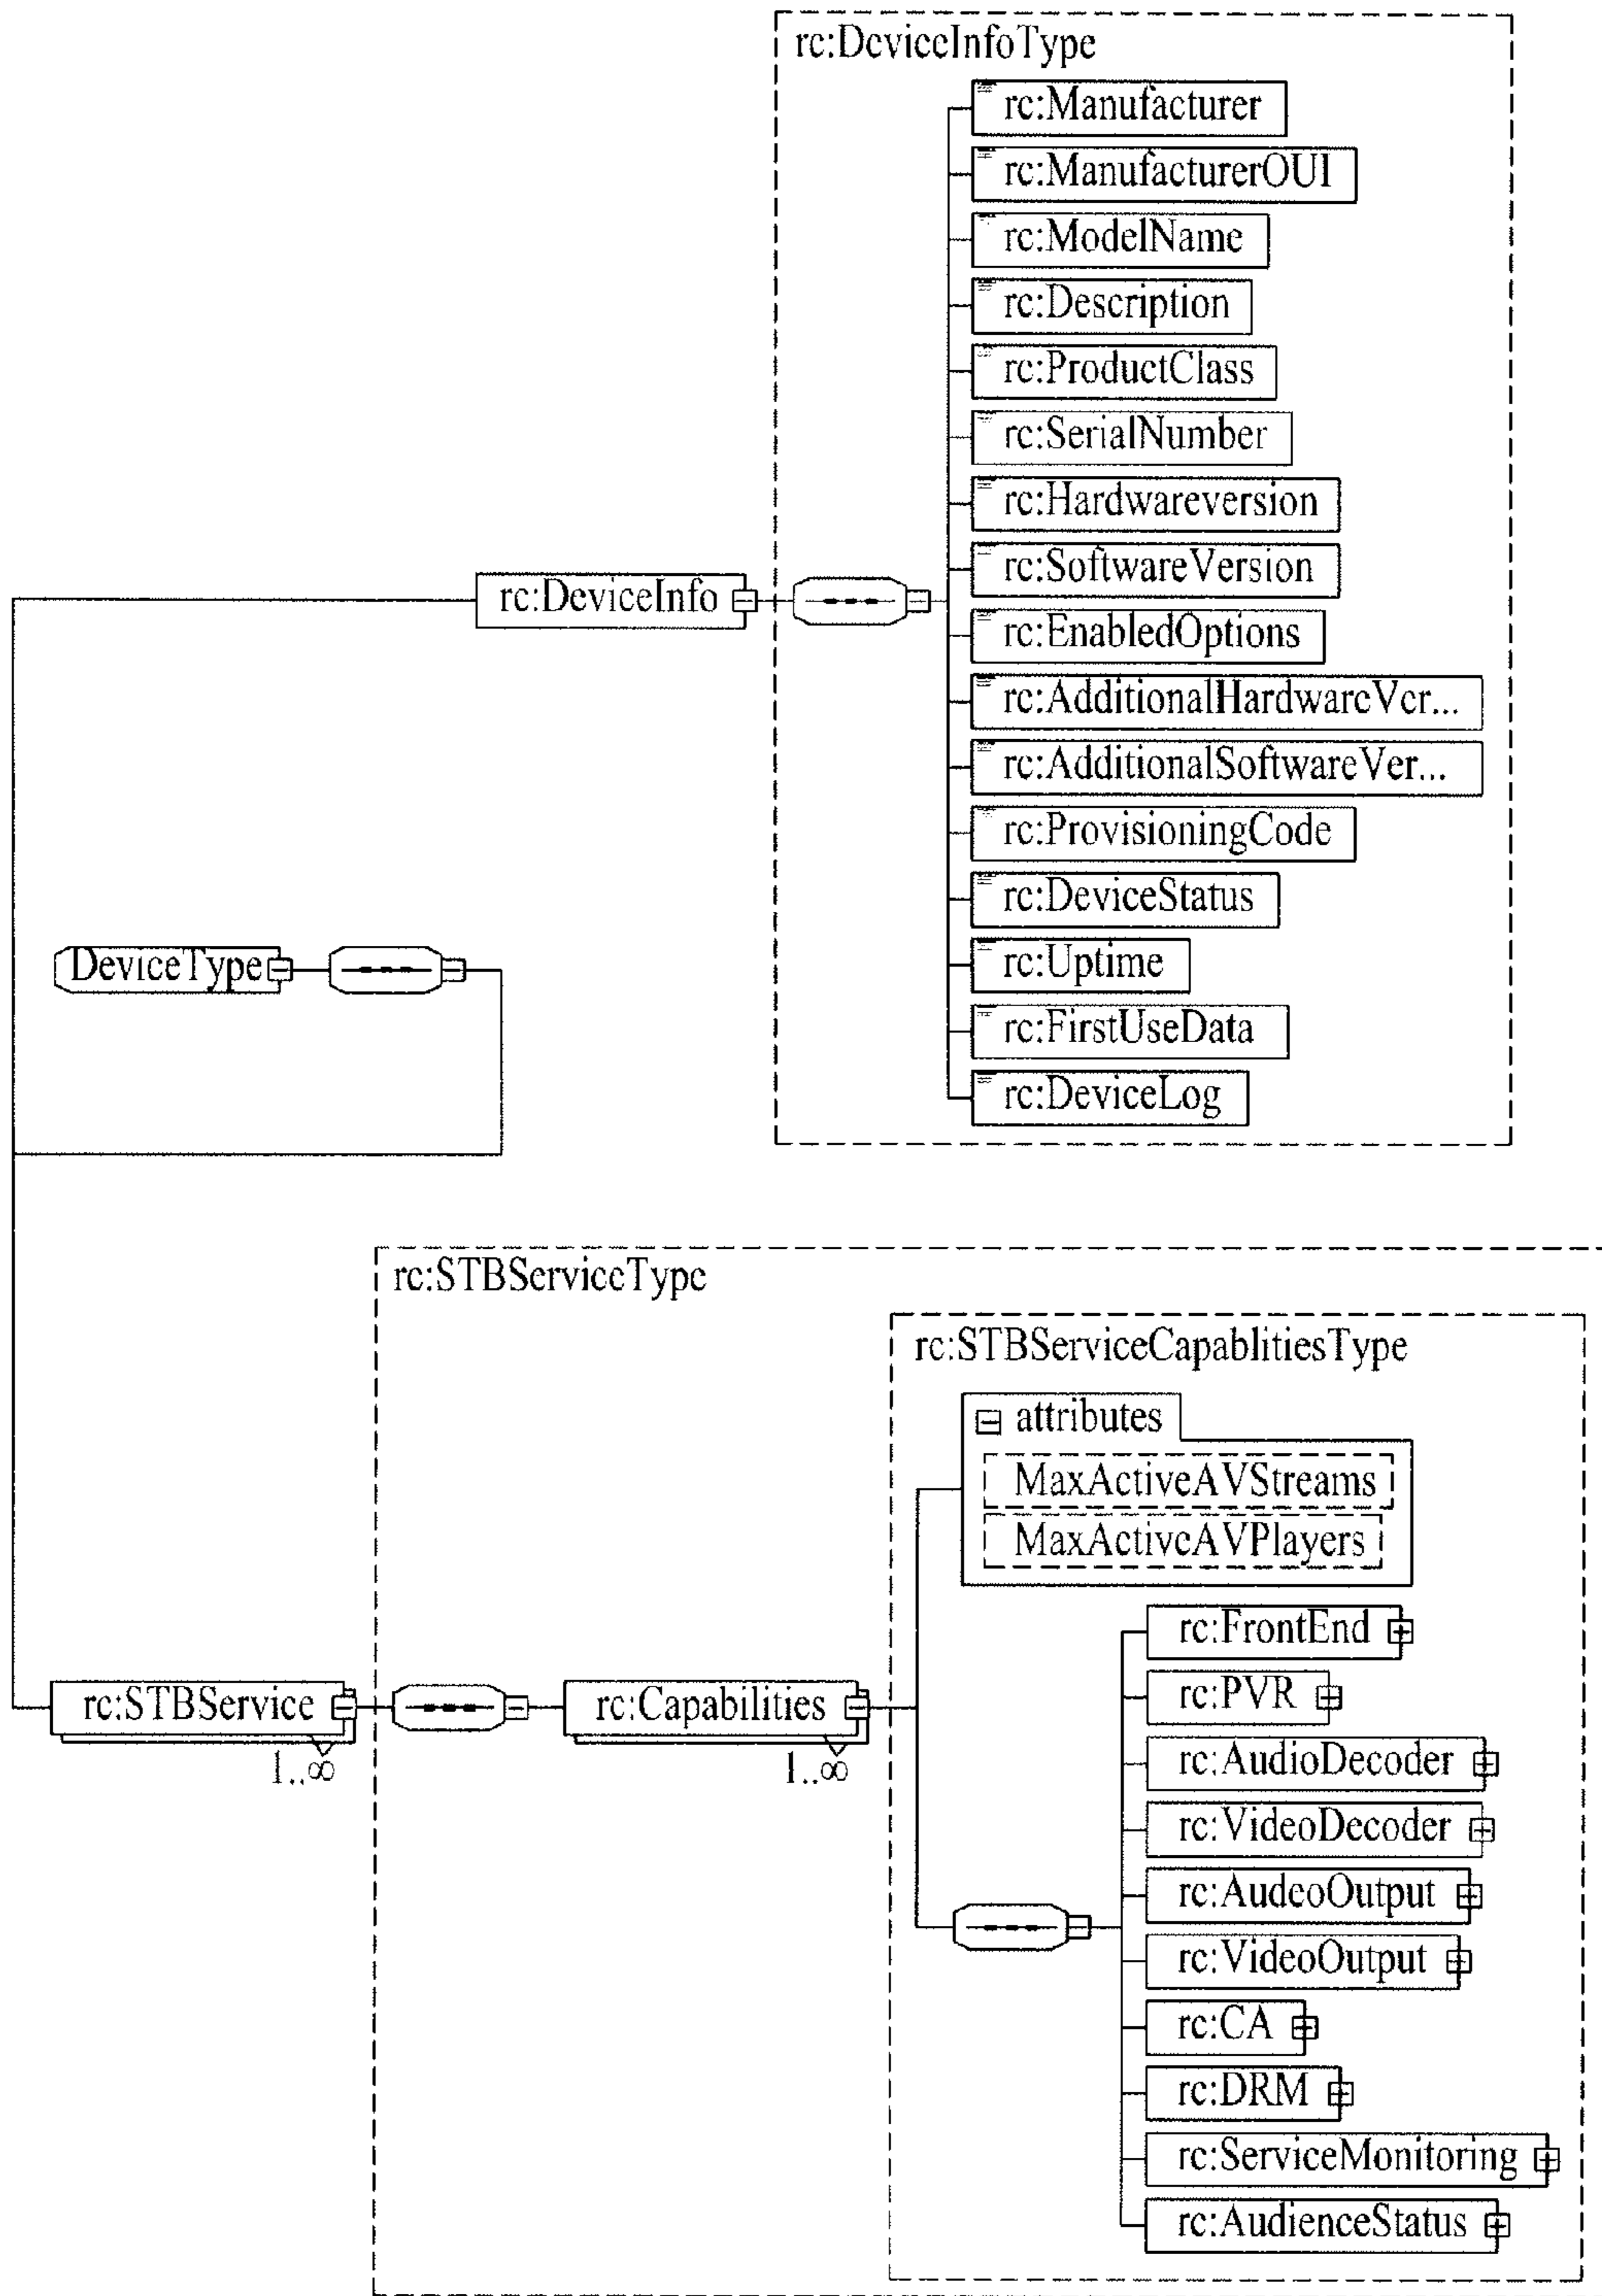 rc:DeviceInfoType
rc:Manufacturer
rc:ManufacturerOUI
rc:ModelName
rc:Description
rc:ProductClass
rc:SerialNumber
rc:Hardwareversion
rc:SoftwareVersion
rc:EnabledOptions
rc:AdditionalHardwareVer...
rc:AdditionalSoftwareVer...
rc:ProvisioningCode
rc:DeviceStatus
rc:Uptime
rc:FirstUseData
rc:DeviceLog
rc:DeviceInfo
DeviceType
rc:STBServiceType
rc:STBServiceCapablitiesType
attributes
MaxActiveAVStreams
MaxActiveAVPlayers
rc:STBService
1..∞
rc:Capabilities
1..∞
rc:FrontEnd
rc:PVR
rc:AudioDecoder
rc:VideoDecoder
rc:AudeoOutput
rc:VideoOutput
rc:CA
rc:DRM
rc:ServiceMonitoring
rc:AudienceStatus